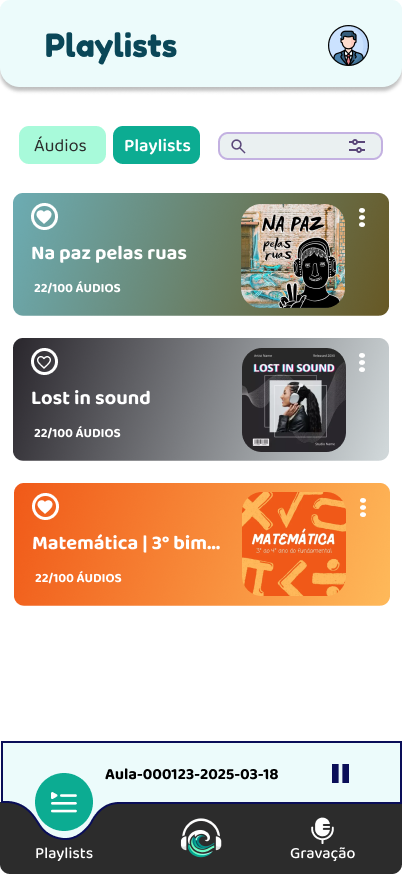 Playlists
Áudios
Playlists
Na paz pelas ruas
22/100 ÁUDIOS
NA PAZ
pelas
ruas
Lost in sound
22/100 ÁUDIOS
LOST IN SOUND
Matemática | 3° bim...
22/100 ÁUDIOS
MATEMÁTICA
3° ao 4° ano do fundamental
Aula-000123-2025-03-18
Playlists
Gravação